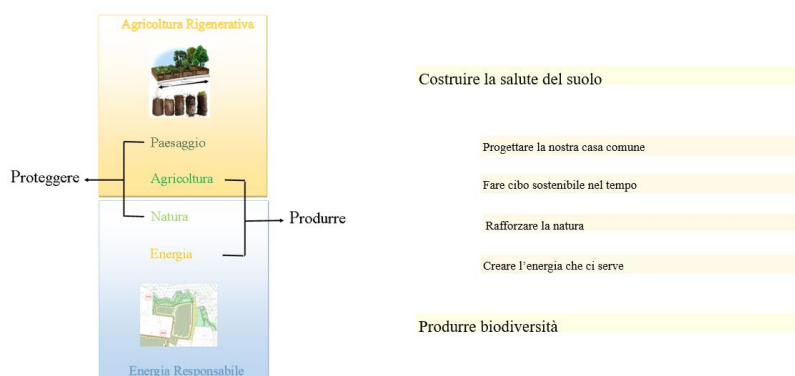 Agricoltura Rigenerativa
Paesaggio
Proteggere
Agricoltura
Natura
Produrre
Energia
Energia Responsabile
Costruire la salute del suolo
Progettare la nostra casa comune
Fare cibo sostenibile nel tempo
Rafforzare la natura
Creare l’energia che ci serve
Produrre biodiversità